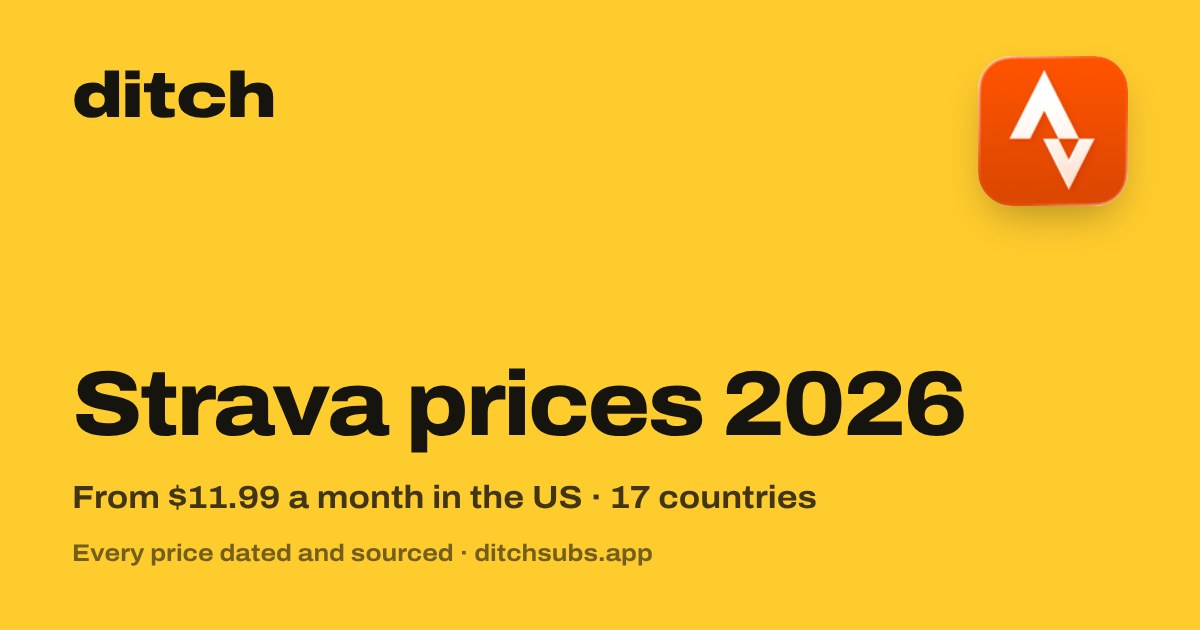 ditch
Strava prices 2026
From $11.99 a month in the US · 17 countries
Every price dated and sourced · ditchsubs.app